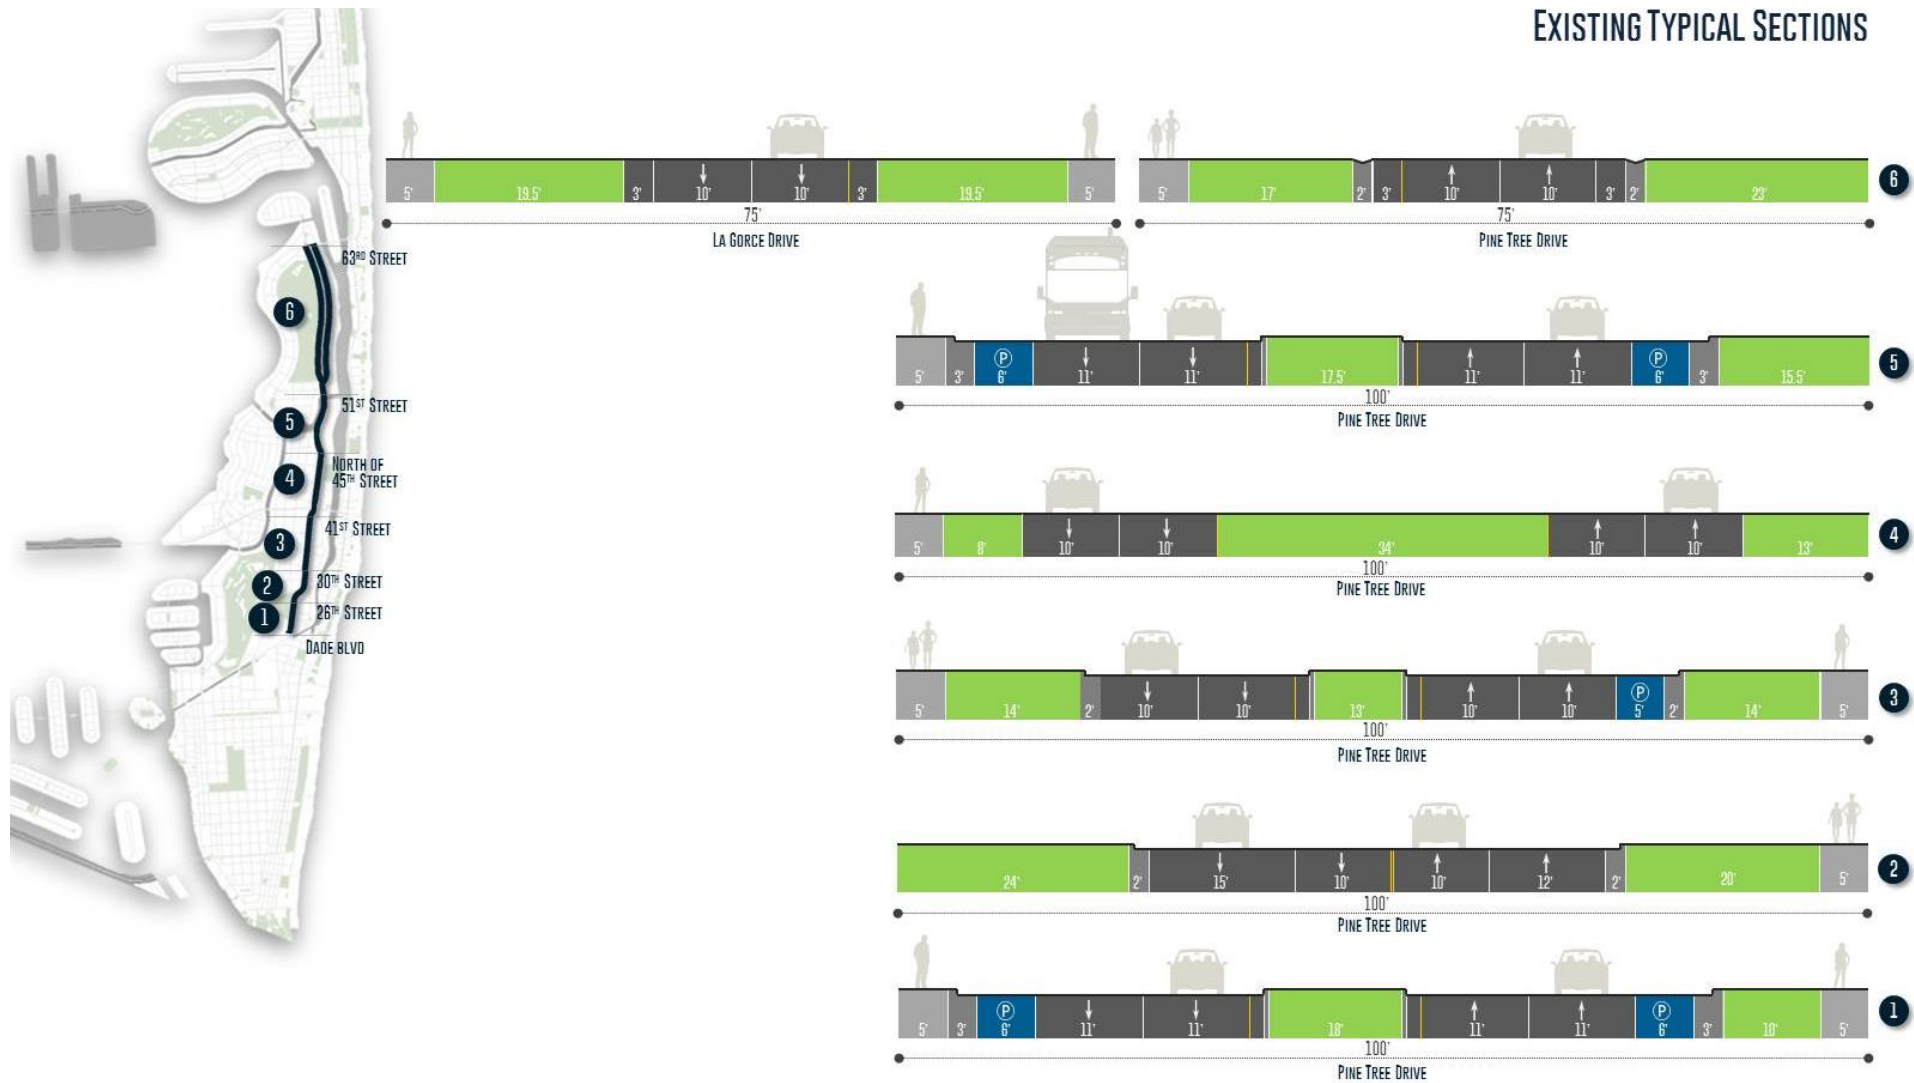 EXISTING TYPICAL SECTIONS
5' 19.5' 3' 10' 10' 3' 19.5' 5'
75'
LA GORCE DRIVE
5' 17' 2' 3' 10' 10' 3' 2' 23'
75'
PINE TREE DRIVE
6
5' 3' P 6' 11' 11' 17.5' 11' 11' P 6' 3' 15.5'
100'
PINE TREE DRIVE
5
5' 8' 10' 10' 34' 10' 10' 13'
100'
PINE TREE DRIVE
4
5' 14' 2' 10' 10' 13' 10' 10' P 5' 2' 14' 5'
100'
PINE TREE DRIVE
3
24' 2' 15' 10' 10' 12' 2' 20' 5'
100'
PINE TREE DRIVE
2
5' 3' P 6' 11' 11' 18' 11' 11' P 6' 3' 10' 5'
100'
PINE TREE DRIVE
1
63RD STREET
6
51ST STREET
5
NORTH OF
45TH STREET
4
41ST STREET
3
30TH STREET
2
26TH STREET
1
DADE BLVD